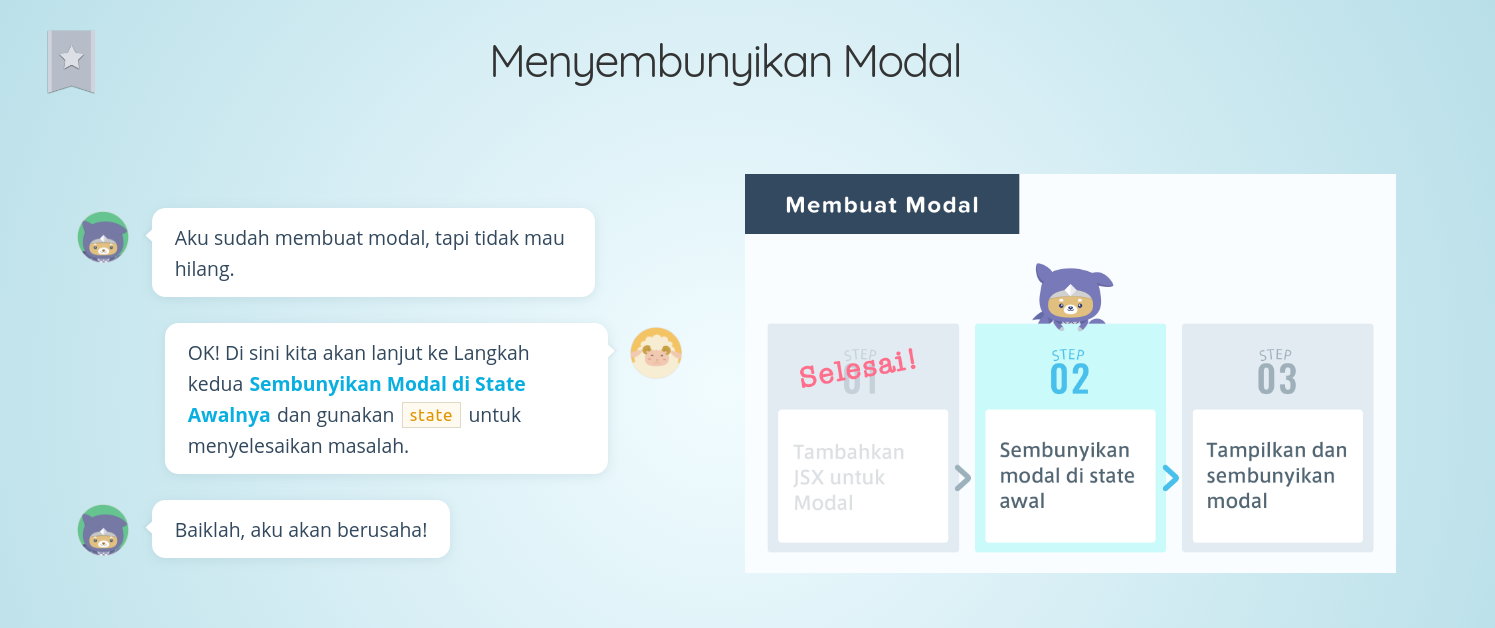 Menyembunyikan Modal
Aku sudah membuat modal, tapi tidak mau
hilang.
OK! Di sini kita akan lanjut ke Langkah
kedua Sembunyikan Modal di State
Awalnya dan gunakan state untuk
menyelesaikan masalah.
Baiklah, aku akan berusaha!
Membuat Modal
STEP
01
Selesai!
Tambahkan
JSX untuk
Modal
STEP
02
Sembunyikan
modal di state
awal
STEP
03
Tampilkan dan
sembunyikan
modal